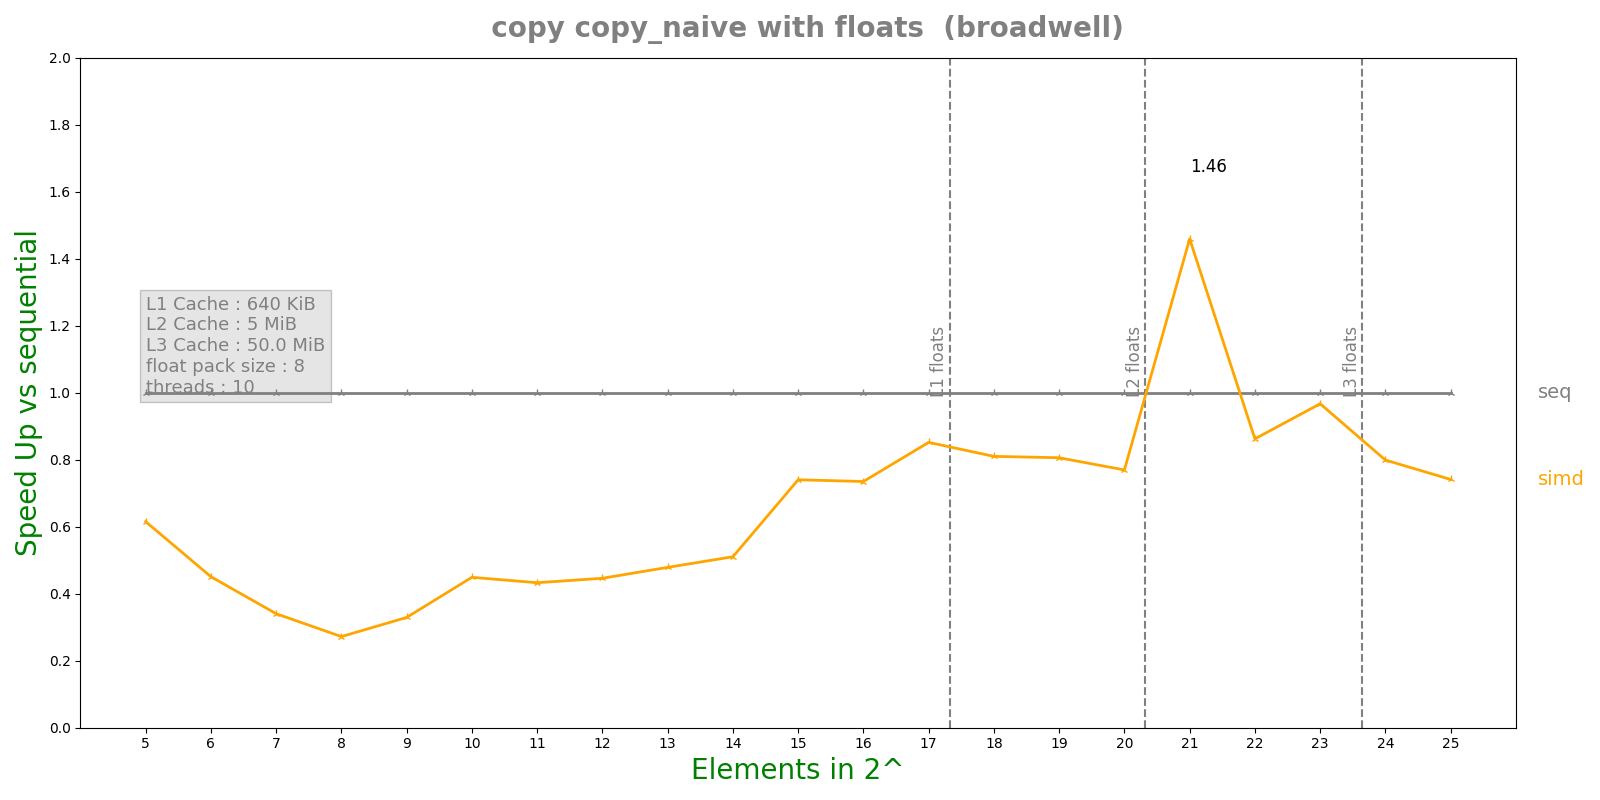 copy copy_naive with floats  (broadwell)
Speed Up vs sequential
2.0
1.8
1.6
1.4
1.2
1.0
0.8
0.6
0.4
0.2
0.0
1.46
L1 Cache : 640 KiB
L2 Cache : 5 MiB
L3 Cache : 50.0 MiB
float pack size : 8
threads : 10
L1 floats
L2 floats
L3 floats
seq
simd
5 6 7 8 9 10 11 12 13 14 15 16 17 18 19 20 21 22 23 24 25
Elements in 2^